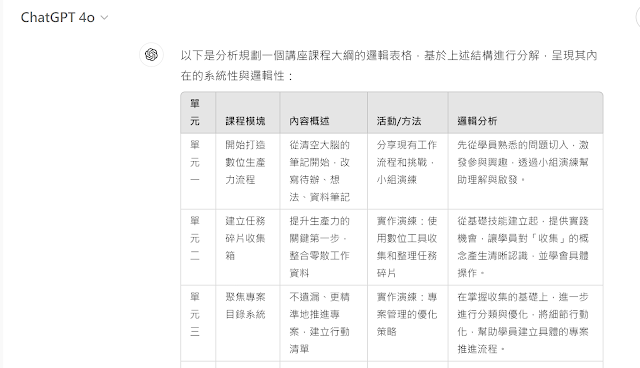 ChatGPT 4o
以下是分析規劃一個講座課程大綱的邏輯表格，基於上述結構進行分解，呈現其內
在的系統性與邏輯性：
單元 課程模塊 內容概述 活動/方法 邏輯分析
單元一
開始打造
數位生產
力流程
從清空大腦的
筆記開始，改
寫待辦、想
法、資料筆記
分享現有工作
流程和挑戰，
小組演練
先從學員熟悉的問題切入，激
發參與興趣，透過小組演練幫
助理解與啟發。
單元二
建立任務
碎片收集
箱
提升生產力的
關鍵第一步，
整合零散工作
資料
實作演練：使
用數位工具收
集和整理任務
碎片
從基礎技能建立起，提供實踐
機會，讓學員對「收集」的概
念產生清晰認識，並學會具體
操作。
單元三
聚焦專案
目錄系統
不遺漏、更精
準地推進專
案，建立行動
清單
實作演練：專
案管理的優化
策略
在掌握收集的基礎上，進一步
進行分類與優化，將細節行動
化，幫助學員建立具體的專案
推進流程。